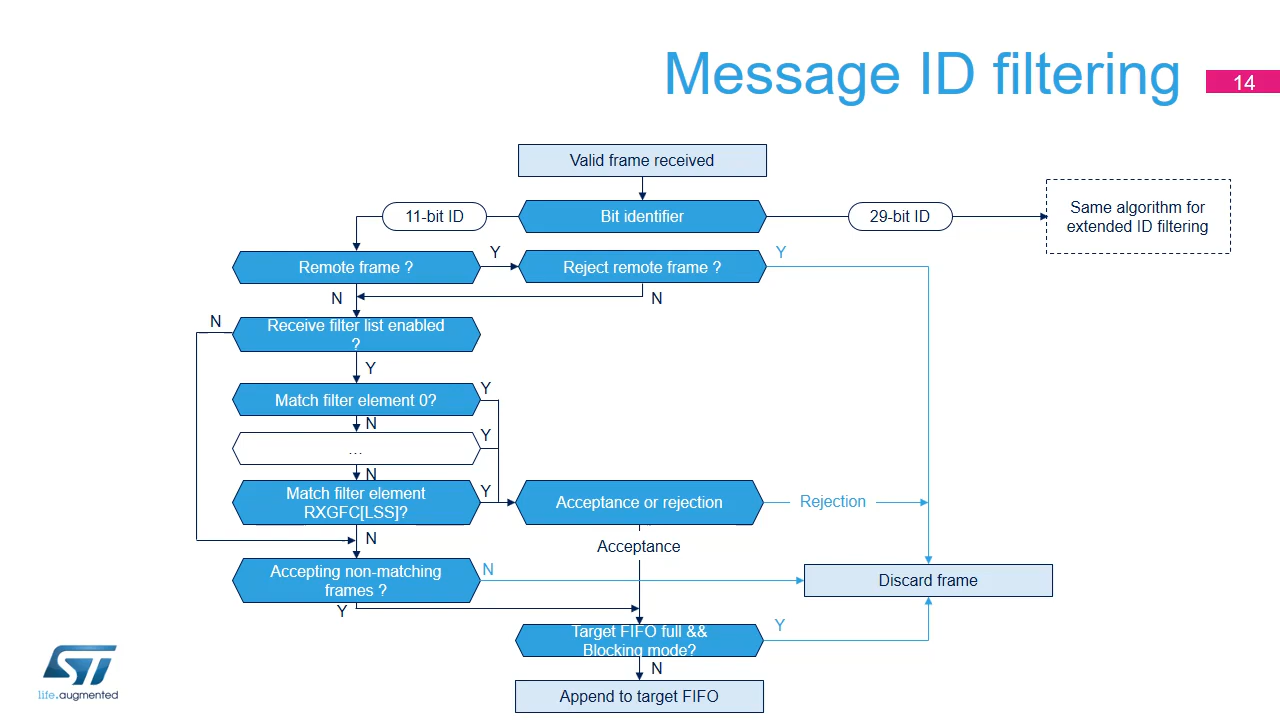 Message ID filtering
14
Valid frame received
11-bit ID
Bit identifier
29-bit ID
Same algorithm for
extended ID filtering
Remote frame ?
Y
Reject remote frame ?
Y
N
N
N
Receive filter list enabled
?
Y
Match filter element 0?
Y
N
...
Y
N
Match filter element
RXGFC[LSS]?
Y
Acceptance or rejection
Rejection
N
Acceptance
Accepting non-matching
frames ?
N
Discard frame
Y
Target FIFO full &&
Blocking mode?
Y
N
Append to target FIFO
ST
life.augmented